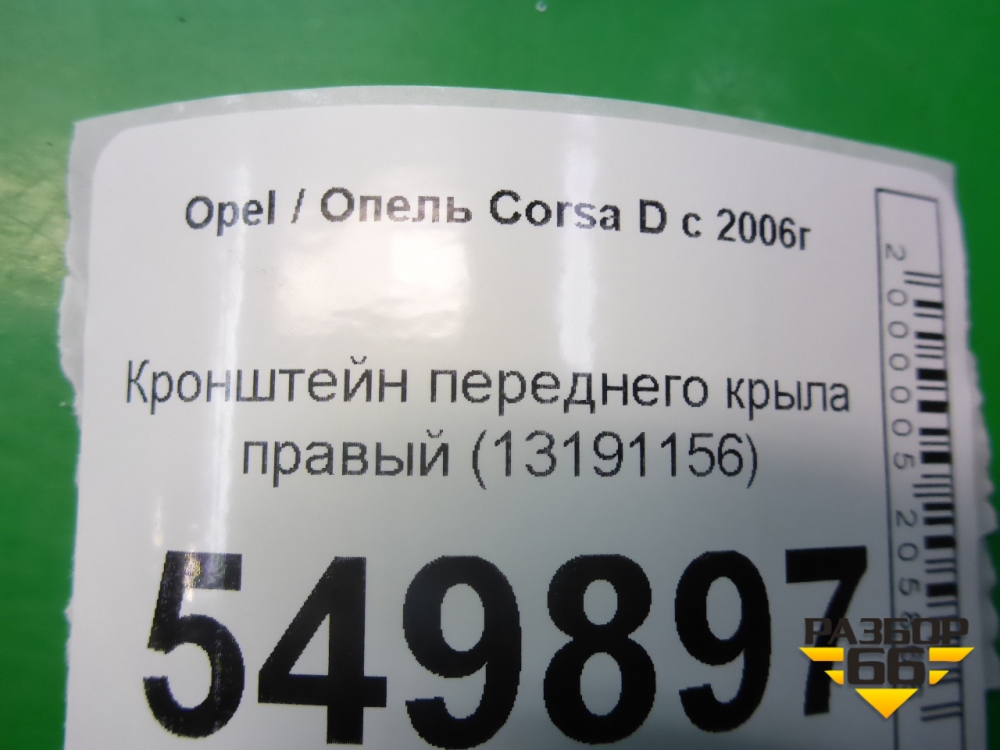 Opel / Опель Corsa D с 2006г
Кронштейн переднего крыла
правый (13191156)
549897
РАЗБОР
66